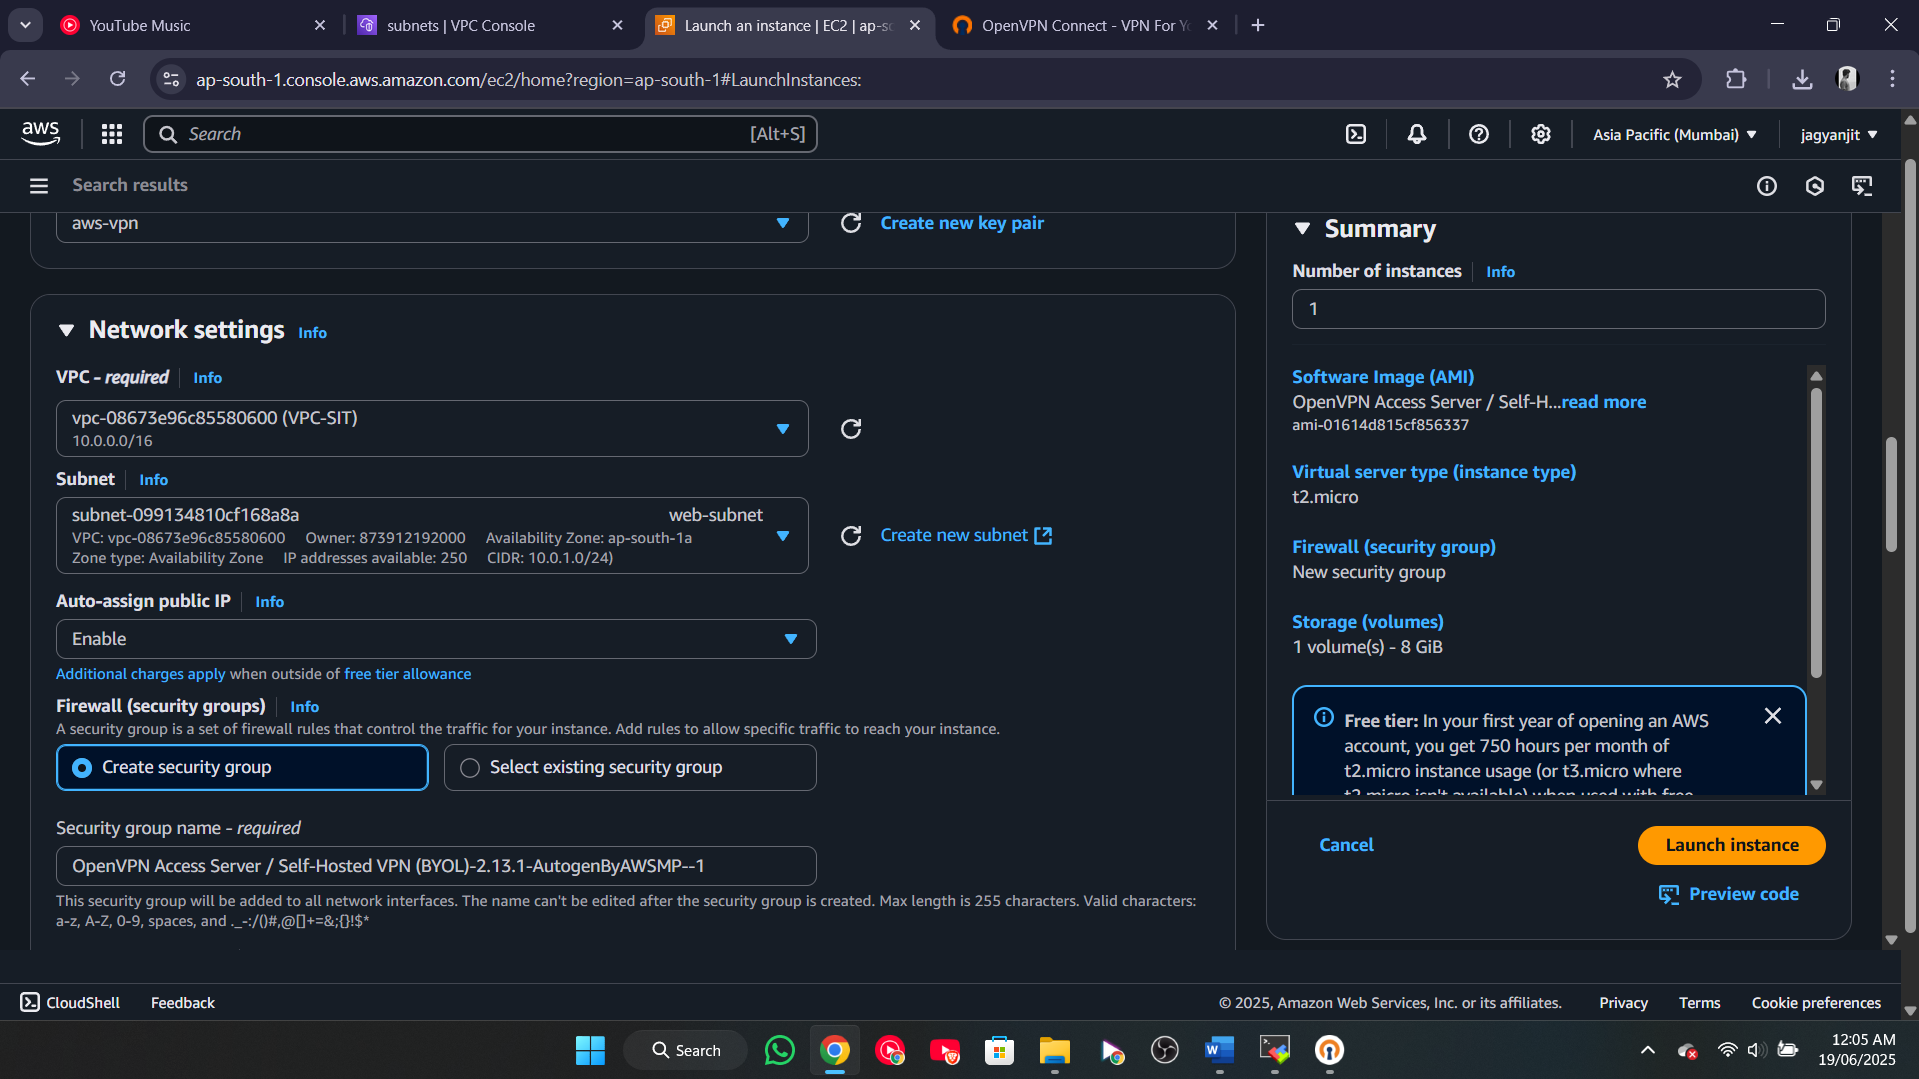 YouTube Music
subnets | VPC Console
Launch an instance | EC2 | ap-so
OpenVPN Connect - VPN For Yo
ap-south-1.console.aws.amazon.com/ec2/home?region=ap-south-1#LaunchInstances:
aws
Search
[Alt+S]
Asia Pacific (Mumbai)
jagyanjit
Search results
aws-vpn
Create new key pair
Network settings Info
VPC - required Info
vpc-08673e96c85580600 (VPC-SIT)
10.0.0.0/16
Subnet Info
subnet-099134810cf168a8a web-subnet
VPC: vpc-08673e96c85580600 Owner: 873912192000 Availability Zone: ap-south-1a
Zone type: Availability Zone IP addresses available: 250 CIDR: 10.0.1.0/24)
Create new subnet
Auto-assign public IP Info
Enable
Additional charges apply when outside of free tier allowance
Firewall (security groups) Info
A security group is a set of firewall rules that control the traffic for your instance. Add rules to allow specific traffic to reach your instance.
Create security group
Select existing security group
Security group name - required
OpenVPN Access Server / Self-Hosted VPN (BYOL)-2.13.1-AutogenByAWSMP--1
This security group will be added to all network interfaces. The name can't be edited after the security group is created. Max length is 255 characters. Valid characters:
a-z, A-Z, 0-9, spaces, and ._-:/()#,@[]+=&;{}!$*
Summary
Number of instances Info
1
Software Image (AMI)
OpenVPN Access Server / Self-H...read more
ami-01614d815cf856337
Virtual server type (instance type)
t2.micro
Firewall (security group)
New security group
Storage (volumes)
1 volume(s) - 8 GiB
Free tier: In your first year of opening an AWS
account, you get 750 hours per month of
t2.micro instance usage (or t3.micro where
t2.micro isn't available) when used with free
Cancel
Launch instance
Preview code
CloudShell
Feedback
© 2025, Amazon Web Services, Inc. or its affiliates.
Privacy
Terms
Cookie preferences
Search
12:05 AM
19/06/2025